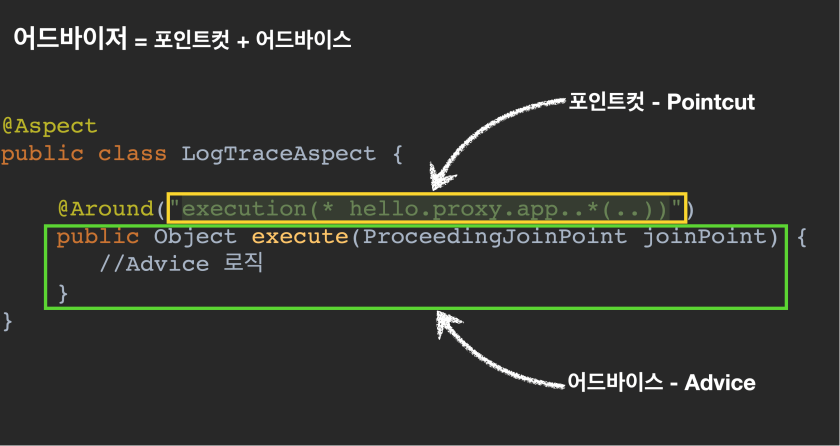 어드바이저 = 포인트컷 + 어드바이스
포인트컷 - Pointcut
@Aspect
public class LogTraceAspect {
@Around("execution(* hello.proxy.app..*(..))")
public Object execute(ProceedingJoinPoint joinPoint) {
//Advice 로직
}
}
어드바이스 - Advice